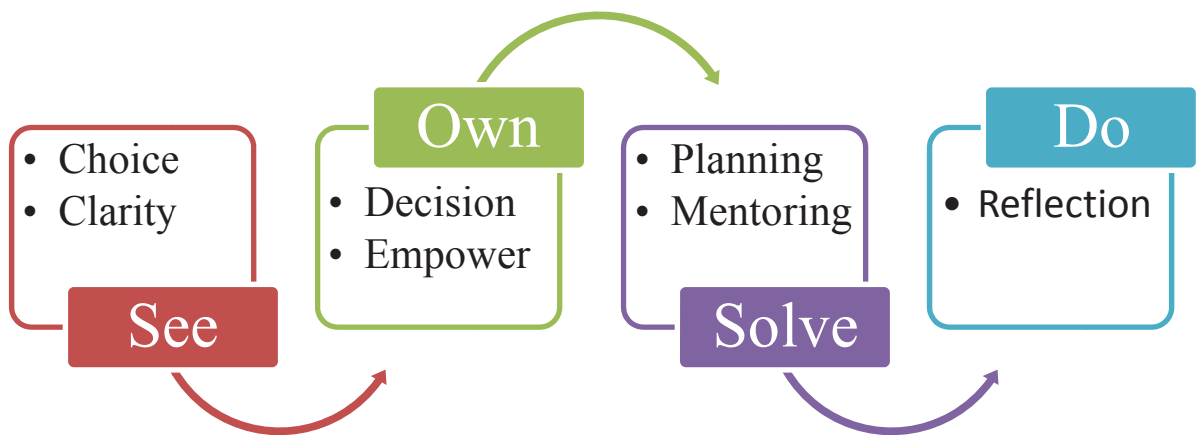 • Choice
• Clarity
See
Own
• Decision
• Empower
• Planning
• Mentoring
Solve
Do
• Reflection